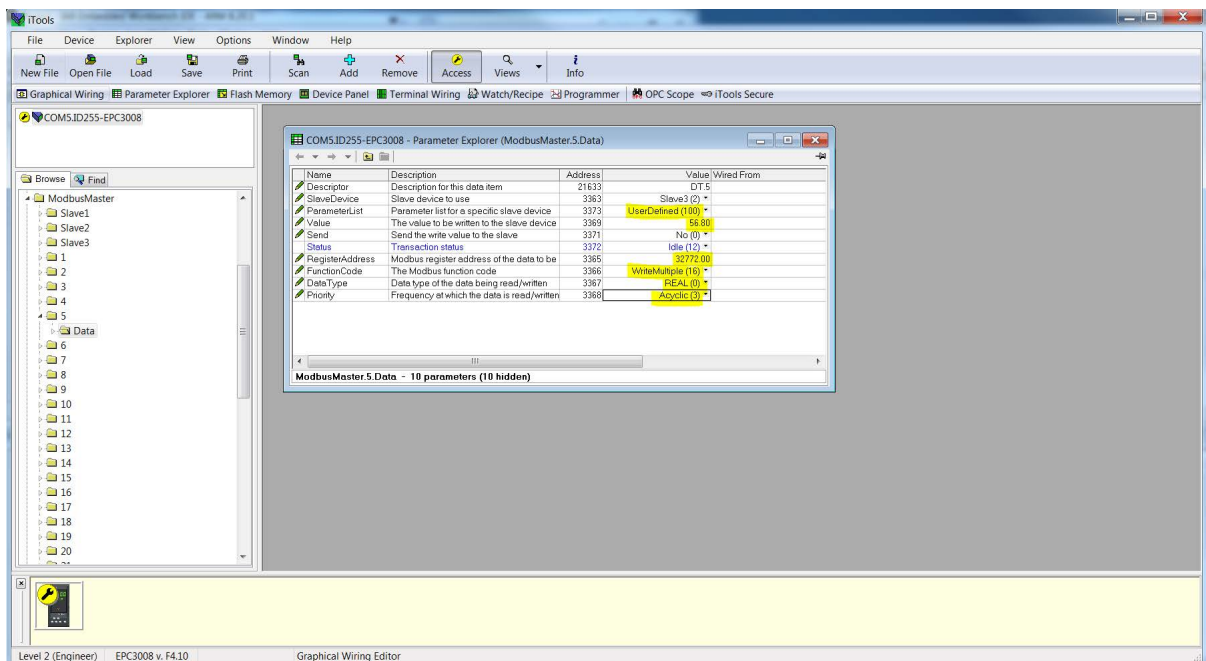 iTools
File Device Explorer View Options Window Help
New File Open File Load Save Print Scan Add Remove Access Views Info
Graphical Wiring Parameter Explorer Flash Memory Device Panel Terminal Wiring Watch/Recipe Programmer OPC Scope iTools Secure
COM5.ID255-EPC3008
Browse Find
ModbusMaster
Slave1
Slave2
Slave3
1
2
3
4
5
Data
6
7
8
9
10
11
12
13
14
15
16
17
18
19
20
COM5.ID255-EPC3008 - Parameter Explorer (ModbusMaster.5.Data)
Name Description Address Value Wired From
Descriptor Description for this data item 21633 DT.5
SlaveDevice Slave device to use 3363 Slave3 (2)
ParameterList Parameter list for a specific slave device 3373 UserDefined (100)
Value The value to be written to the slave device 3369 56.80
Send Send the write value to the slave 3371 No (0)
Status Transaction status 3372 Idle (12)
RegisterAddress Modbus register address of the data to be 3365 32772.00
FunctionCode The Modbus function code 3366 WriteMultiple (16)
DataType Data type of the data being read/written 3367 REAL (0)
Priority Frequency at which the data is read/written 3368 Acyclic (3)
ModbusMaster.5.Data - 10 parameters (10 hidden)
Level 2 (Engineer) EPC3008 v. F4.10 Graphical Wiring Editor